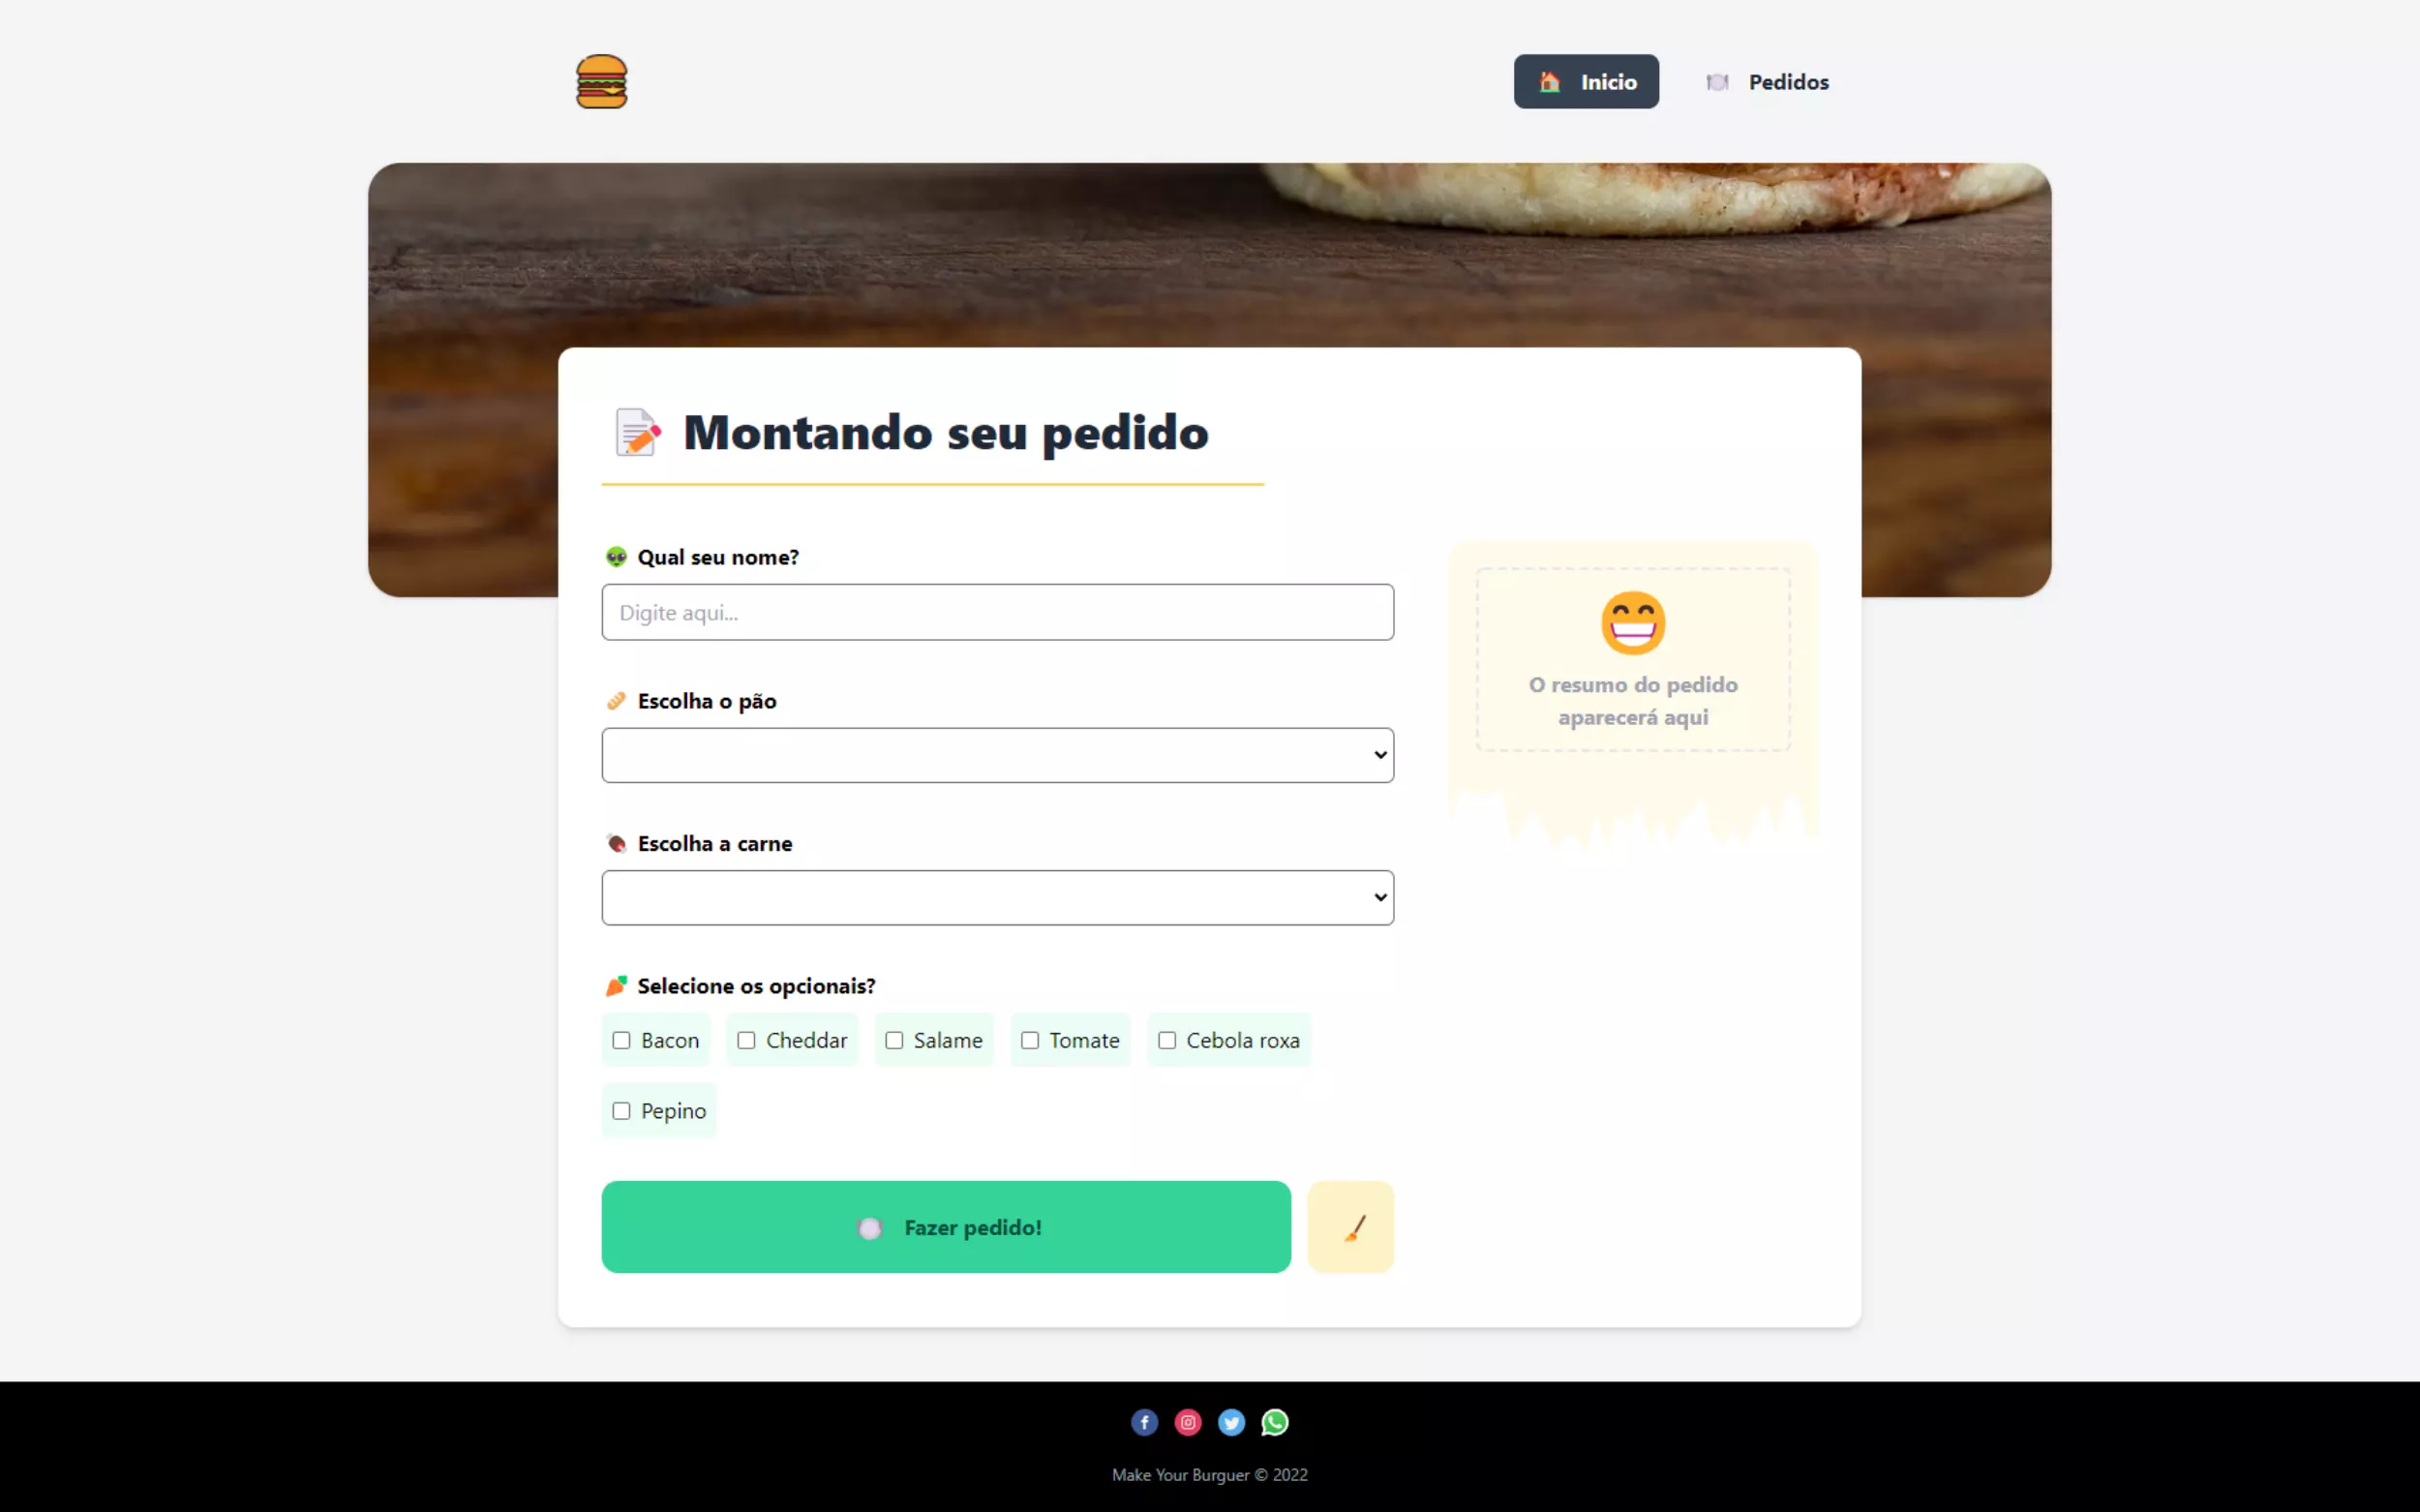 Inicio
Pedidos
Montando seu pedido
Qual seu nome?
Digite aqui...
O resumo do pedido
aparecerá aqui
Escolha o pão
Escolha a carne
Selecione os opcionais?
Bacon
Cheddar
Salame
Tomate
Cebola roxa
Pepino
Fazer pedido!
Make Your Burguer © 2022